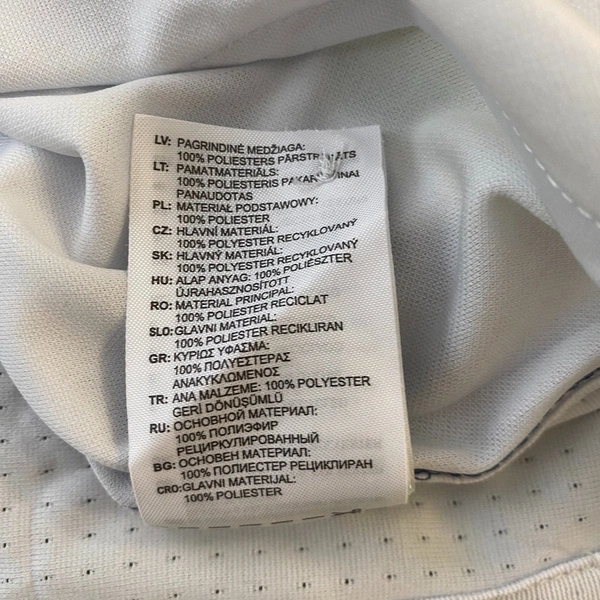 LV: PAGRINDINĖ MEDŽIAGA:
100% POLIESTERS
LT: PAMATMATERIĀLS:
100% POLIESTERIS
PANAUDOTAS
PL: MATERIAŁ PODSTAWOWY:
100% POLIESTER
CZ: HLAVNÍ MATERIÁL:
100% POLYESTER RECYKLOVANÝ
SK: HLAVNÝ MATERIÁL:
100% POLYESTER RECYKLOVANÝ
HU: ALAP ANYAG: 100% POLIÉSZTER
ÚJRAHASZNOSÍTOTT
RO: MATERIAL PRINCIPAL:
100% POLIESTER RECICLAT
SLO: GLAVNI MATERIAL:
100% POLIESTER RECIKLIRAN
GR: ΚΥΡΙΩΣ ΥΦΑΣΜΑ:
100% ΠΟΛΥΕΣΤΕΡΑΣ
ΑΝΑΚΥΚΛΩΜΕΝΟΣ
TR: ANA MALZEME: 100% POLYESTER
GERİ DÖNÜŞÜMLÜ
RU: ОСНОВНОЙ МАТЕРИАЛ:
100% ПОЛИЭФИР
РЕЦИРКУЛИРОВАННЫЙ
BG: ОСНОВЕН МАТЕРИАЛ:
100% ПОЛИЕСТЕР РЕЦИКЛИРАН
CRO: GLAVNI MATERIJAL:
100% POLIESTER